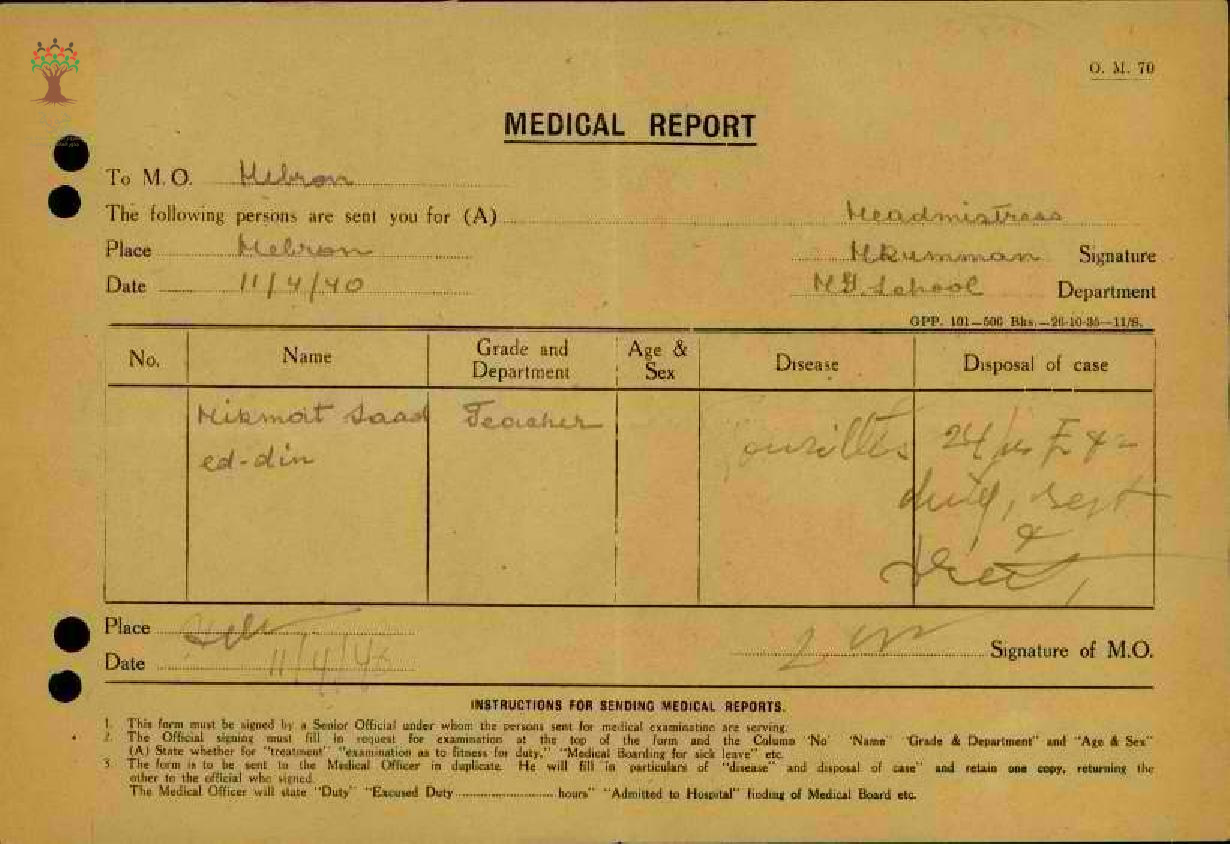 O. M. 70
MEDICAL REPORT
To M. O. Hebron
The following persons are sent you for (A) Headmistress
Place Hebron Hkumman Signature
Date 11/4/40 H G. School Department
GPP. 101—506 Bks.—26-10-35—11/S.
No. Name Grade and Department Age & Sex Disease Disposal of case
Hikmat Saad Teacher
ed-din
duty, rest
&
treat,
Place
Date 11/4/40 Signature of M.O.
INSTRUCTIONS FOR SENDING MEDICAL REPORTS.
1. This form must be signed by a Senior Official under whom the persons sent for medical examination are serving.
2. The Official signing must fill in request for examination at the top of the form and the Column "No" "Name" "Grade & Department" and "Age & Sex"
(A) State whether for "treatment" "examination as to fitness for duty," "Medical Boarding for sick leave" etc.
3. The form is to be sent to the Medical Officer in duplicate. He will fill in particulars of "disease" and disposal of case" and retain one copy, returning the
other to the official who signed.
The Medical Officer will state "Duty" "Excused Duty .......................... hours" "Admitted to Hospital" finding of Medical Board etc.